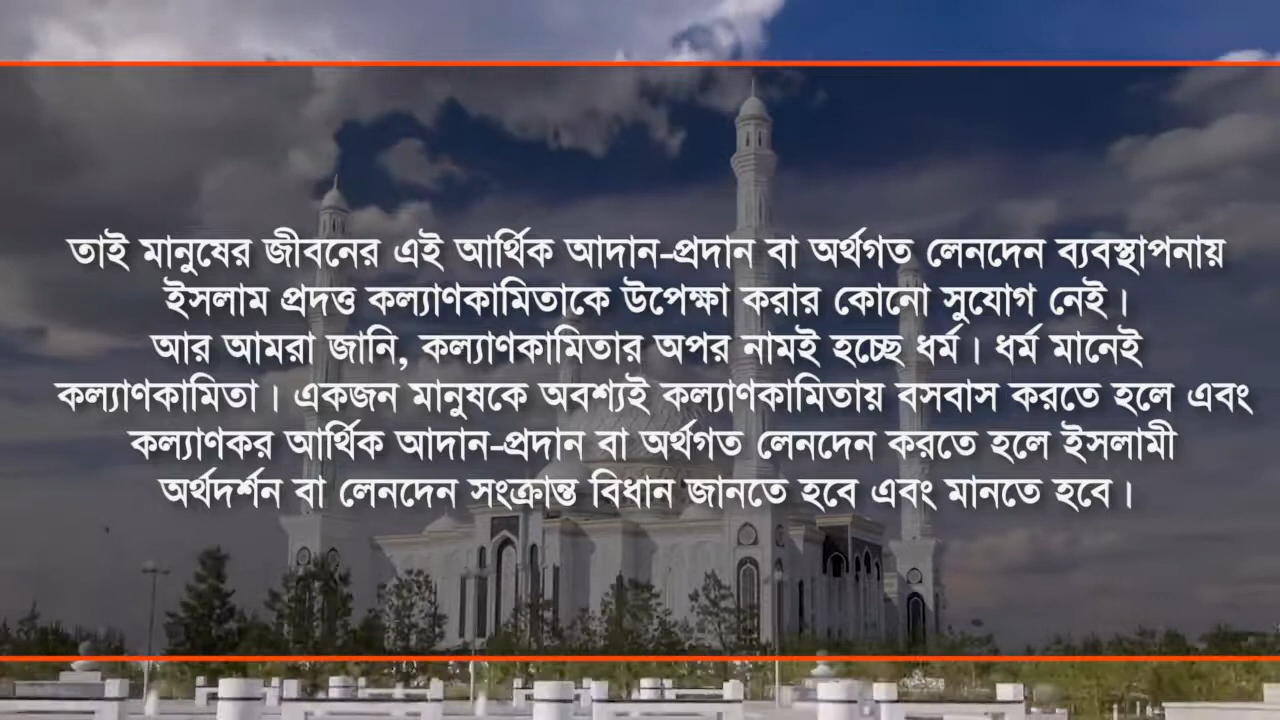 তাই মানুষের জীবনের এই আর্থিক আদান-প্রদান বা অর্থগত লেনদেন ব্যবস্থাপনায়
ইসলাম প্রদত্ত কল্যাণকামিতাকে উপেক্ষা করার কোনো সুযোগ নেই।
আর আমরা জানি, কল্যাণকামিতার অপর নামই হচ্ছে ধর্ম। ধর্ম মানেই
কল্যাণকামিতা। একজন মানুষকে অবশ্যই কল্যাণকামিতায় বসবাস করতে হলে এবং
কল্যাণকর আর্থিক আদান-প্রদান বা অর্থগত লেনদেন করতে হলে ইসলামী
অর্থদর্শন বা লেনদেন সংক্রান্ত বিধান জানতে হবে এবং মানতে হবে।